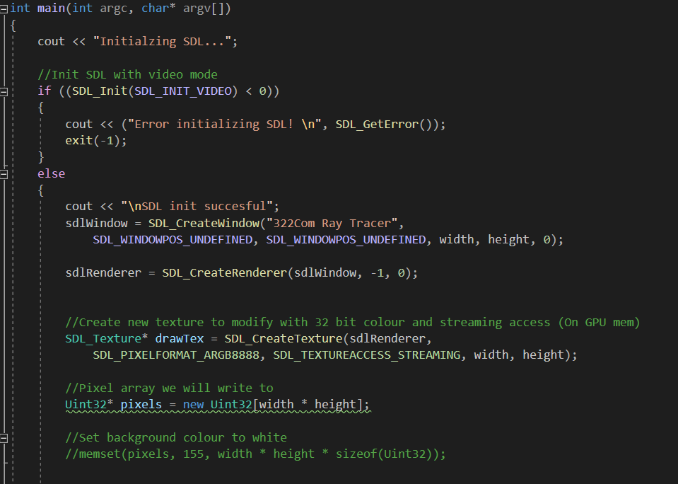 int main(int argc, char* argv[])
{
cout << "Initialzing SDL...";
//Init SDL with video mode
if ((SDL_Init(SDL_INIT_VIDEO) < 0))
{
cout << ("Error initializing SDL! \n", SDL_GetError());
exit(-1);
}
else
{
cout << "\nSDL init succesful";
sdlWindow = SDL_CreateWindow("322Com Ray Tracer",
SDL_WINDOWPOS_UNDEFINED, SDL_WINDOWPOS_UNDEFINED, width, height, 0);
sdlRenderer = SDL_CreateRenderer(sdlWindow, -1, 0);
//Create new texture to modify with 32 bit colour and streaming access (On GPU mem)
SDL_Texture* drawTex = SDL_CreateTexture(sdlRenderer,
SDL_PIXELFORMAT_ARGB8888, SDL_TEXTUREACCESS_STREAMING, width, height);
//Pixel array we will write to
Uint32* pixels = new Uint32[width * height];
//Set background colour to white
//memset(pixels, 155, width * height * sizeof(Uint32));